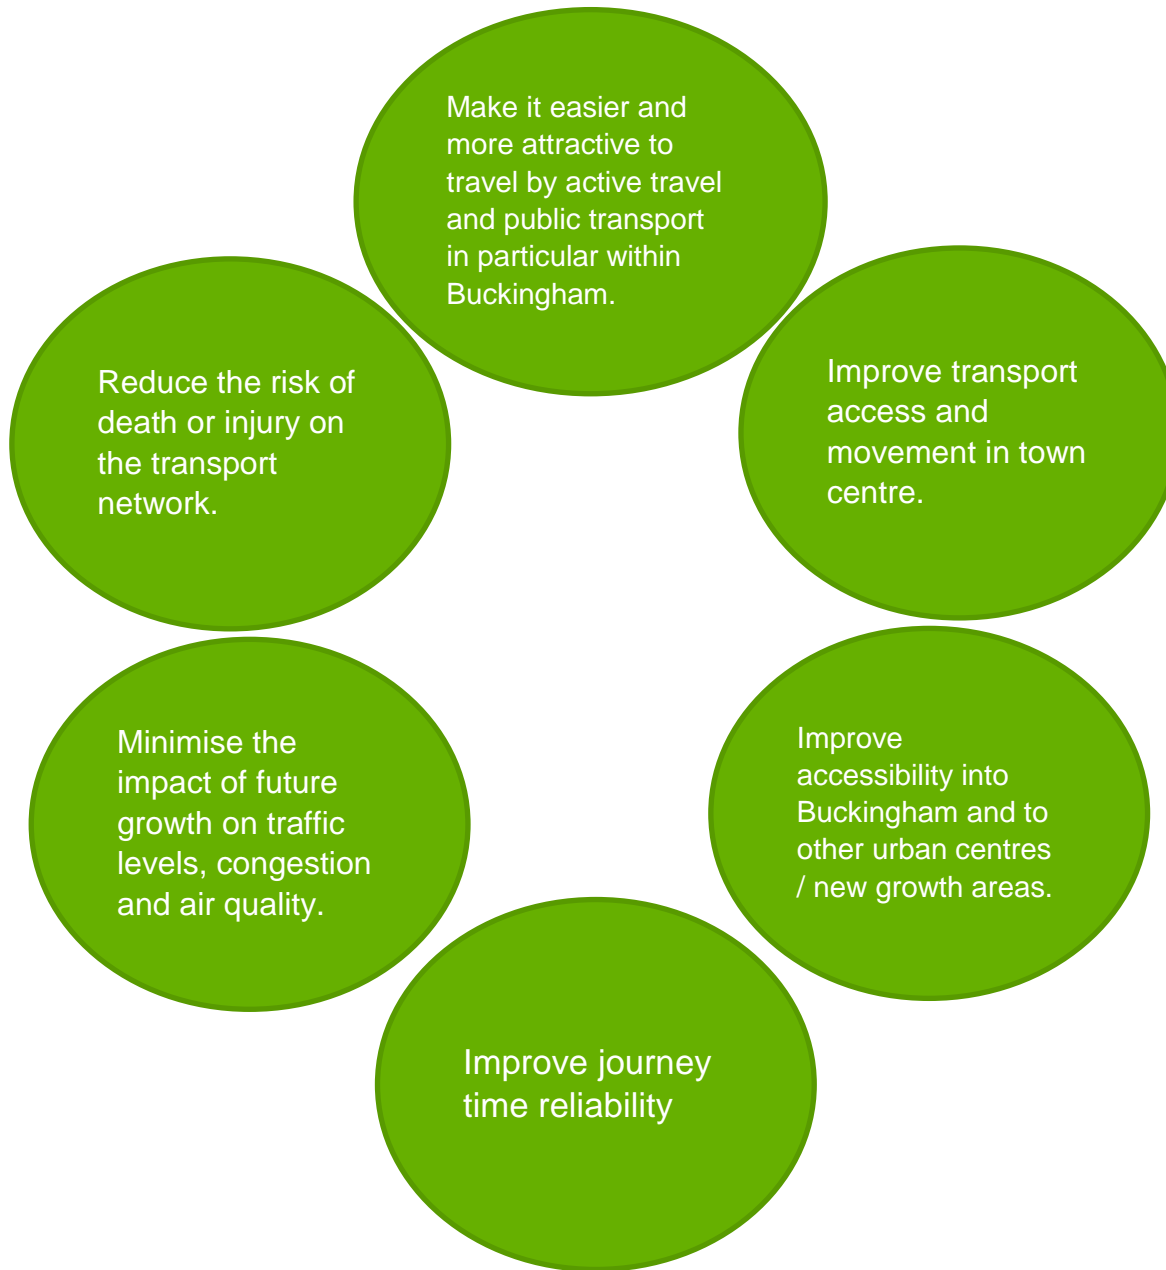 Make it easier and
more attractive to
travel by active travel
and public transport
in particular within
Buckingham.
Improve transport
access and
movement in town
centre.
Improve
accessibility into
Buckingham and to
other urban centres
/ new growth areas.
Improve journey
time reliability
Minimise the
impact of future
growth on traffic
levels, congestion
and air quality.
Reduce the risk of
death or injury on
the transport
network.